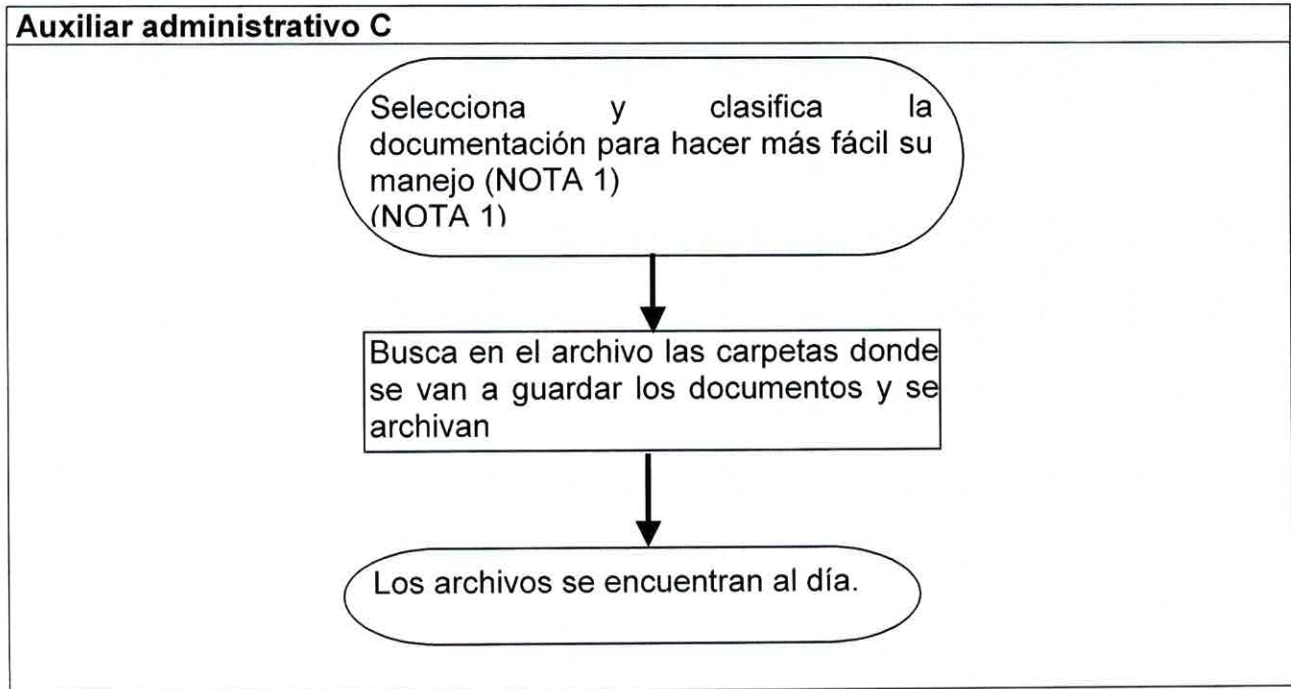 Auxiliar administrativo C
Selecciona y clasifica la
documentación para hacer más fácil su
manejo (NOTA 1)
(NOTA 1)
Busca en el archivo las carpetas donde
se van a guardar los documentos y se
archivan
Los archivos se encuentran al día.